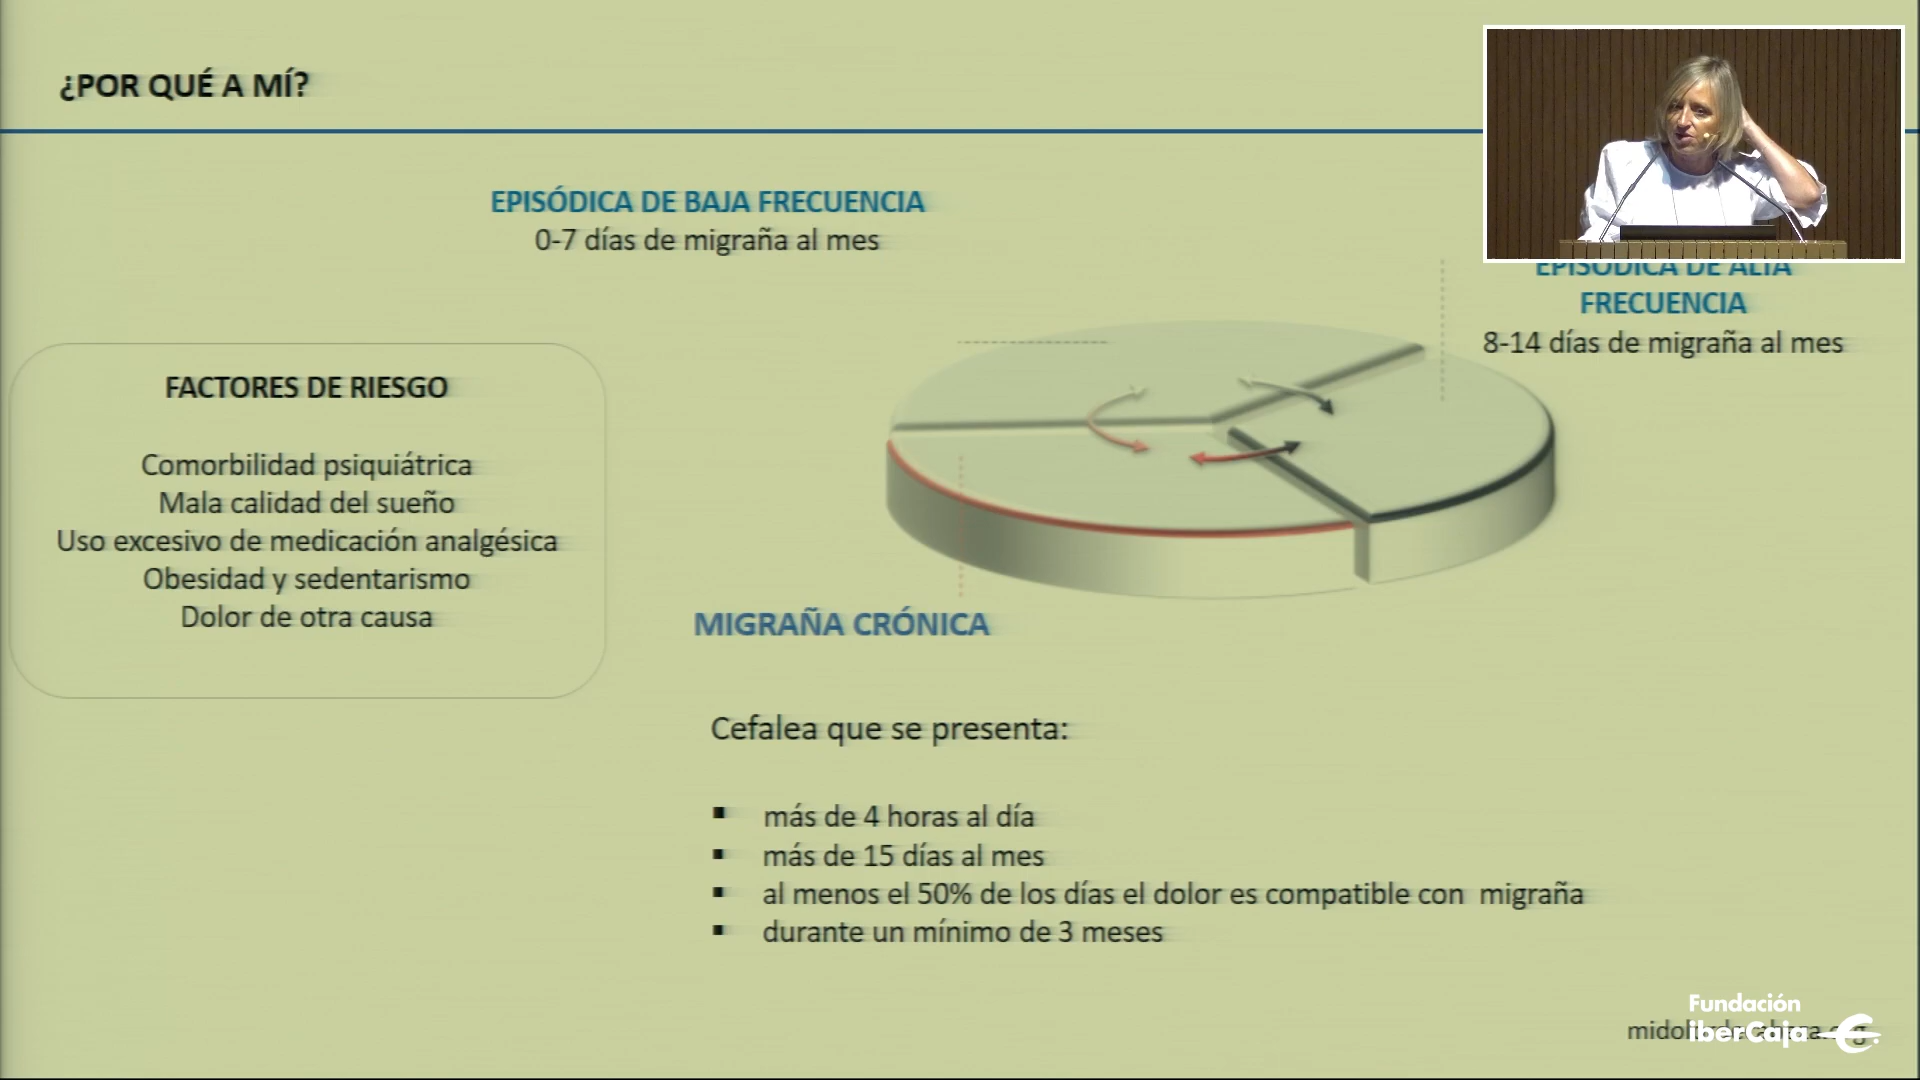 ¿POR QUÉ A MÍ?
EPISÓDICA DE BAJA FRECUENCIA
0-7 días de migraña al mes
EPISÓDICA DE ALTA
FRECUENCIA
8-14 días de migraña al mes
FACTORES DE RIESGO
Comorbilidad psiquiátrica
Mala calidad del sueño
Uso excesivo de medicación analgésica
Obesidad y sedentarismo
Dolor de otra causa
MIGRAÑA CRÓNICA
Cefalea que se presenta:
▪ más de 4 horas al día
▪ más de 15 días al mes
▪ al menos el 50% de los días el dolor es compatible con migraña
▪ durante un mínimo de 3 meses
Fundación
iberCaja